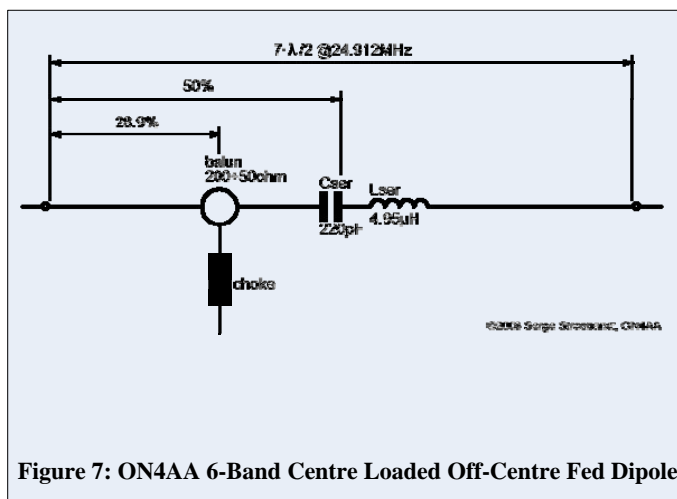 7·λ/2 @24.912MHz
50%
28.9%
balun
200÷50ohm
Cser
Lser
220pF
4.95µH
choke
©2008 Serge Stroobandt, ON4AA
Figure 7: ON4AA 6-Band Centre Loaded Off-Centre Fed Dipole